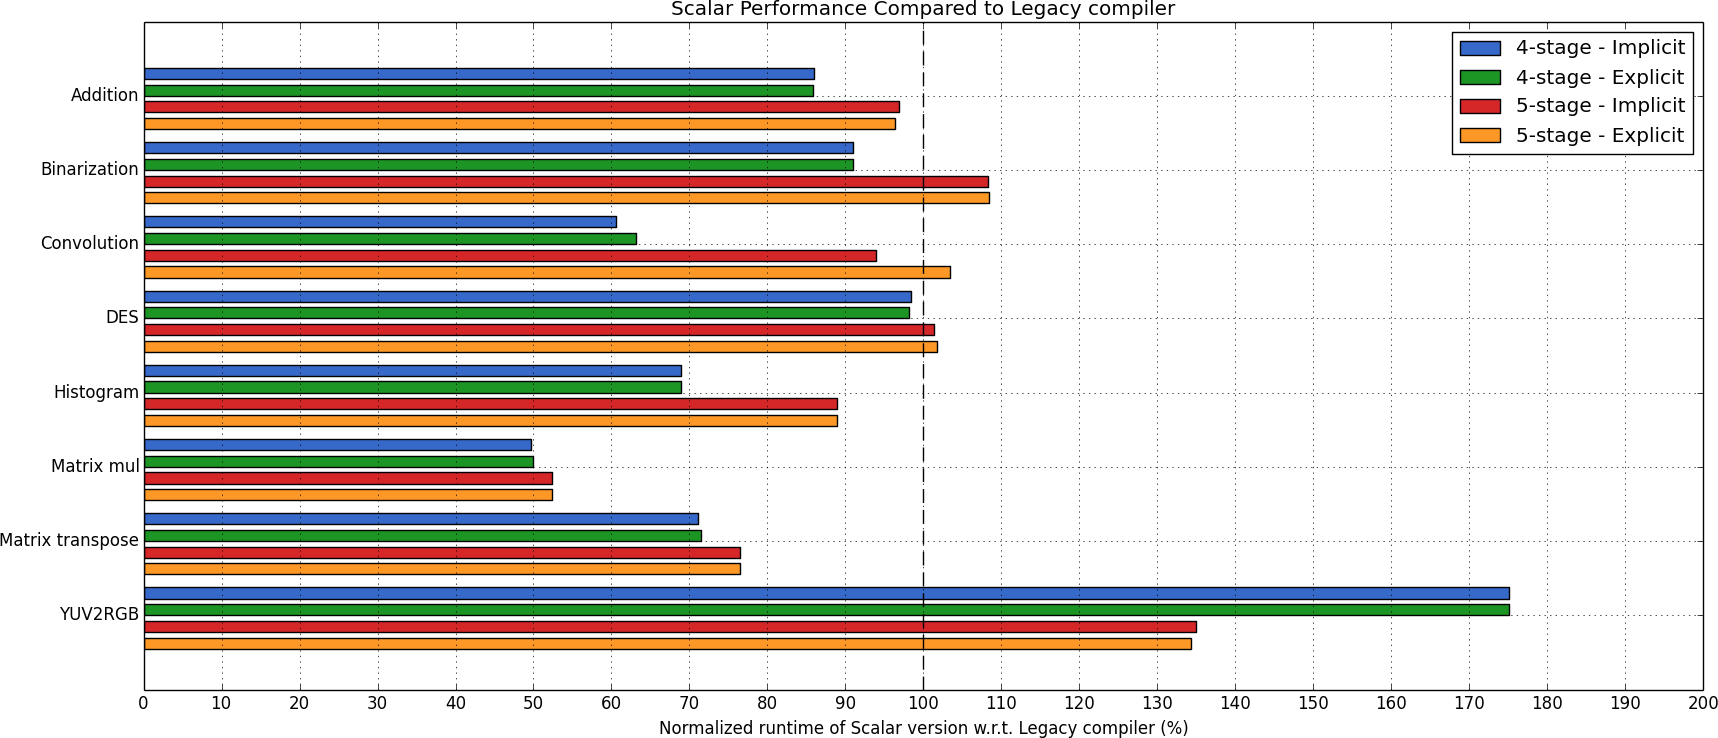 Scalar Performance Compared to Legacy compiler
4-stage - Implicit
4-stage - Explicit
5-stage - Implicit
5-stage - Explicit
Addition
Binarization
Convolution
DES
Histogram
Matrix mul
Matrix transpose
YUV2RGB
0 10 20 30 40 50 60 70 80 90 100 110 120 130 140 150 160 170 180 190 200
Normalized runtime of Scalar version w.r.t. Legacy compiler (%)